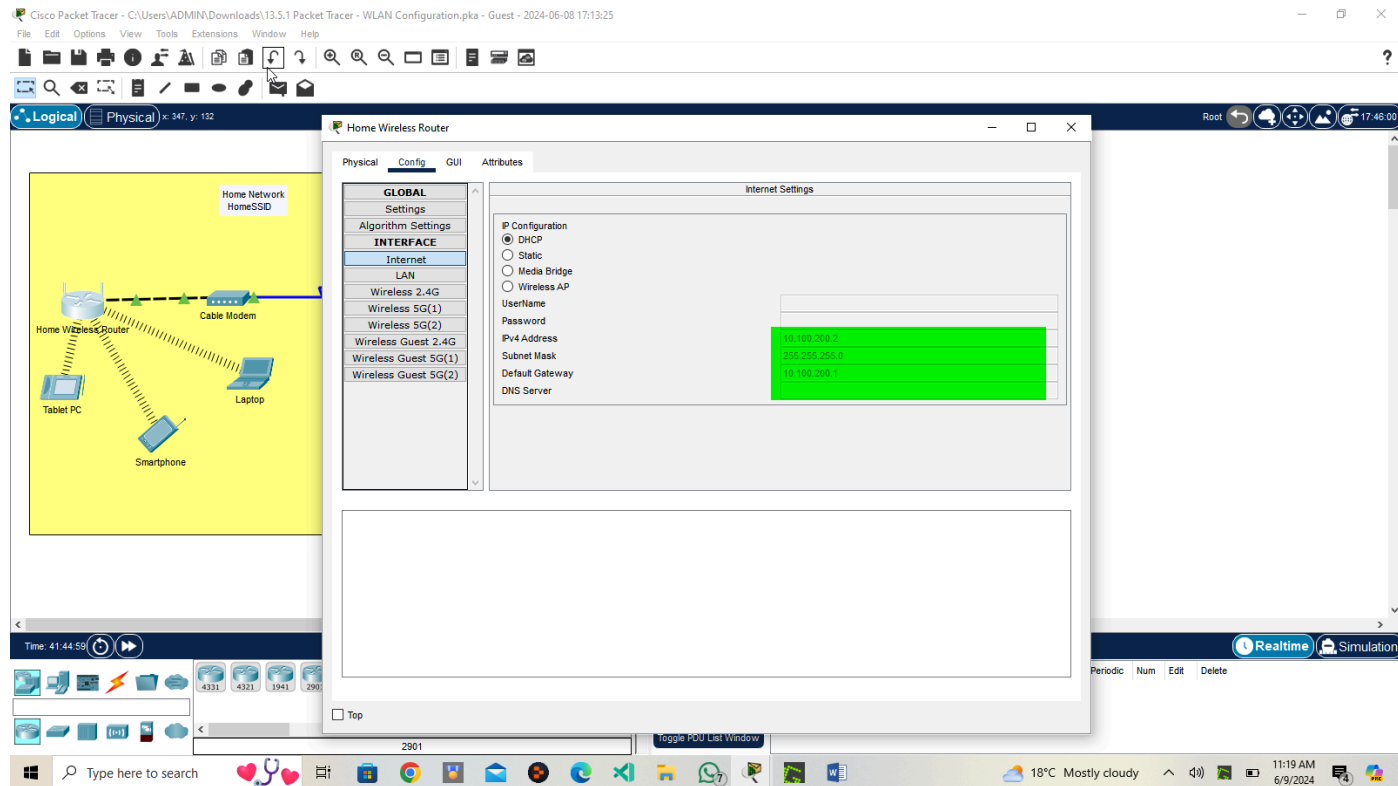 Cisco Packet Tracer - C:\Users\ADMIN\Downloads\13.5.1 Packet Tracer - WLAN Configuration.pka - Guest - 2024-06-08 17:13:25
File Edit Options View Tools Extensions Window Help
?
Logical Physical x: 347, y: 132
Root 17:46:00
Home Wireless Router
Physical Config GUI Attributes
Home Network
HomeSSID
Home Wireless Router
Cable Modem
Tablet PC
Laptop
Smartphone
GLOBAL
Settings
Algorithm Settings
INTERFACE
Internet
LAN
Wireless 2.4G
Wireless 5G(1)
Wireless 5G(2)
Wireless Guest 2.4G
Wireless Guest 5G(1)
Wireless Guest 5G(2)
Internet Settings
IP Configuration
DHCP
Static
Media Bridge
Wireless AP
UserName
Password
IPv4 Address 10.100.200.2
Subnet Mask 255.255.255.0
Default Gateway 10.100.200.1
DNS Server
Top
Time: 41:44:59
Realtime Simulation
4331 4321 1941 290
Periodic Num Edit Delete
2901
Toggle PDU List Window
Type here to search
7
18°C Mostly cloudy
11:19 AM
6/9/2024
4
PRE